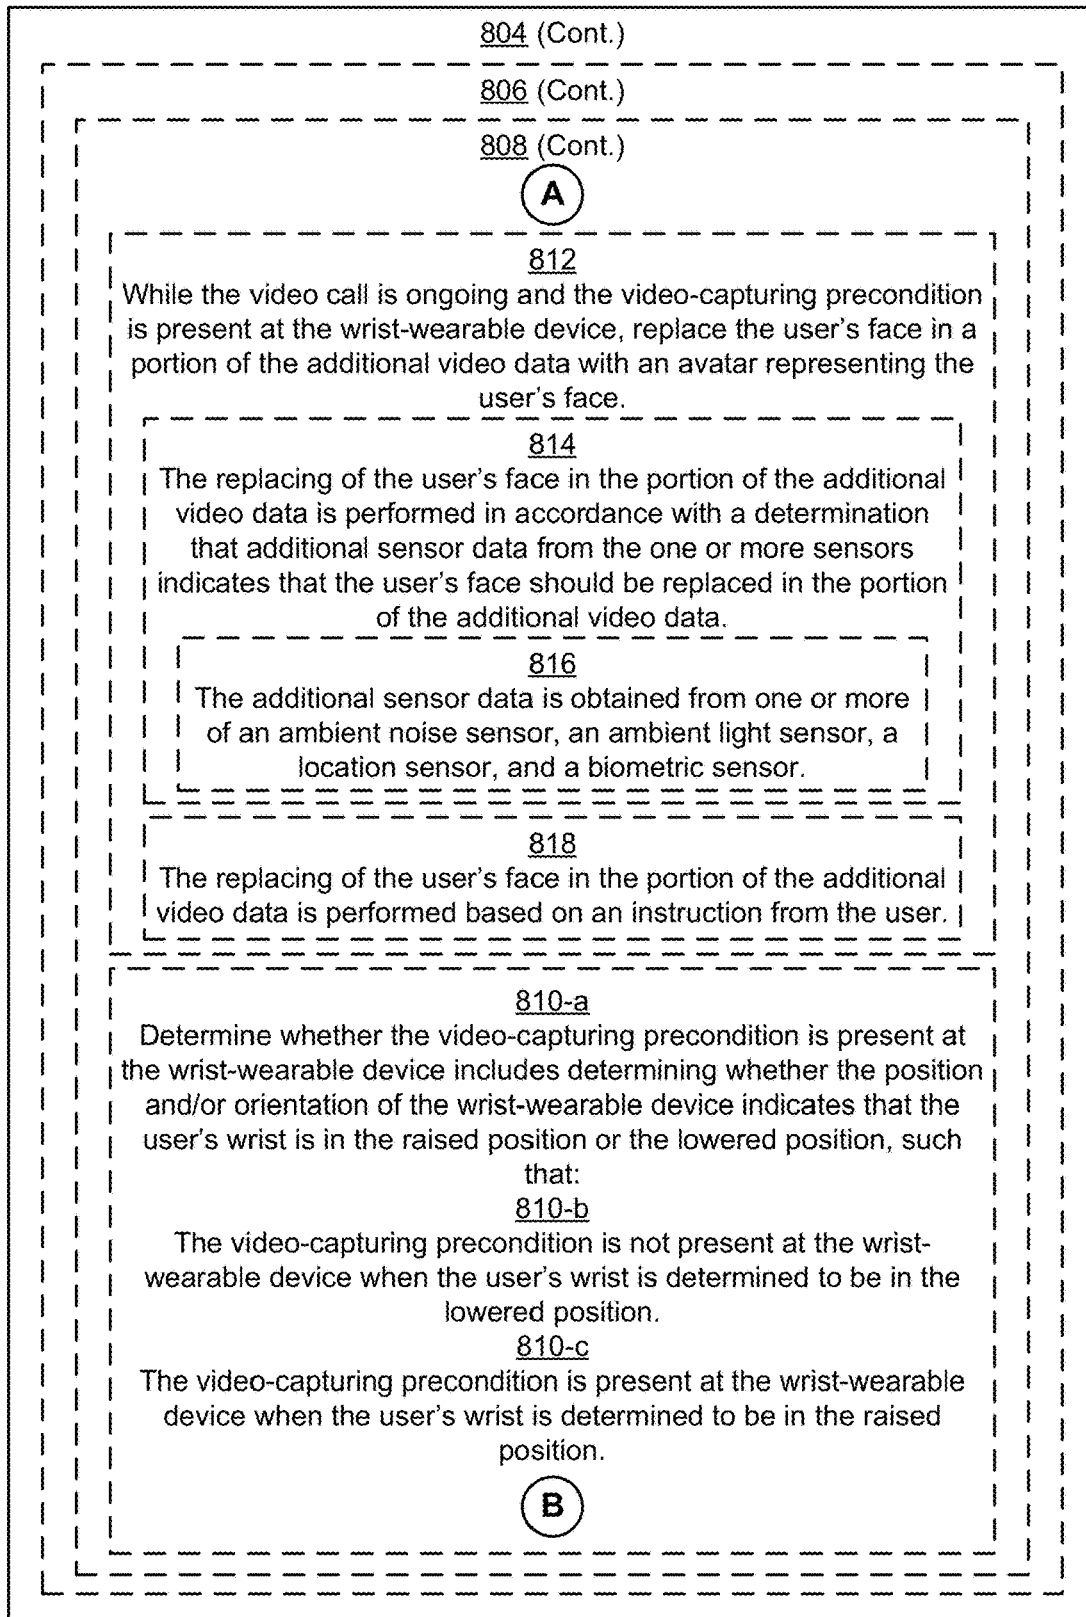 804 (Cont.)
806 (Cont.)
808 (Cont.)
A
812
While the video call is ongoing and the video-capturing precondition
is present at the wrist-wearable device, replace the user's face in a
portion of the additional video data with an avatar representing the
user's face.
814
The replacing of the user's face in the portion of the additional
video data is performed in accordance with a determination
that additional sensor data from the one or more sensors
indicates that the user's face should be replaced in the portion
of the additional video data.
816
The additional sensor data is obtained from one or more
of an ambient noise sensor, an ambient light sensor, a
location sensor, and a biometric sensor.
818
The replacing of the user's face in the portion of the additional
video data is performed based on an instruction from the user.
810-a
Determine whether the video-capturing precondition is present at
the wrist-wearable device includes determining whether the position
and/or orientation of the wrist-wearable device indicates that the
user's wrist is in the raised position or the lowered position, such
that:
810-b
The video-capturing precondition is not present at the wrist-
wearable device when the user's wrist is determined to be in the
lowered position.
810-c
The video-capturing precondition is present at the wrist-wearable
device when the user's wrist is determined to be in the raised
position.
B